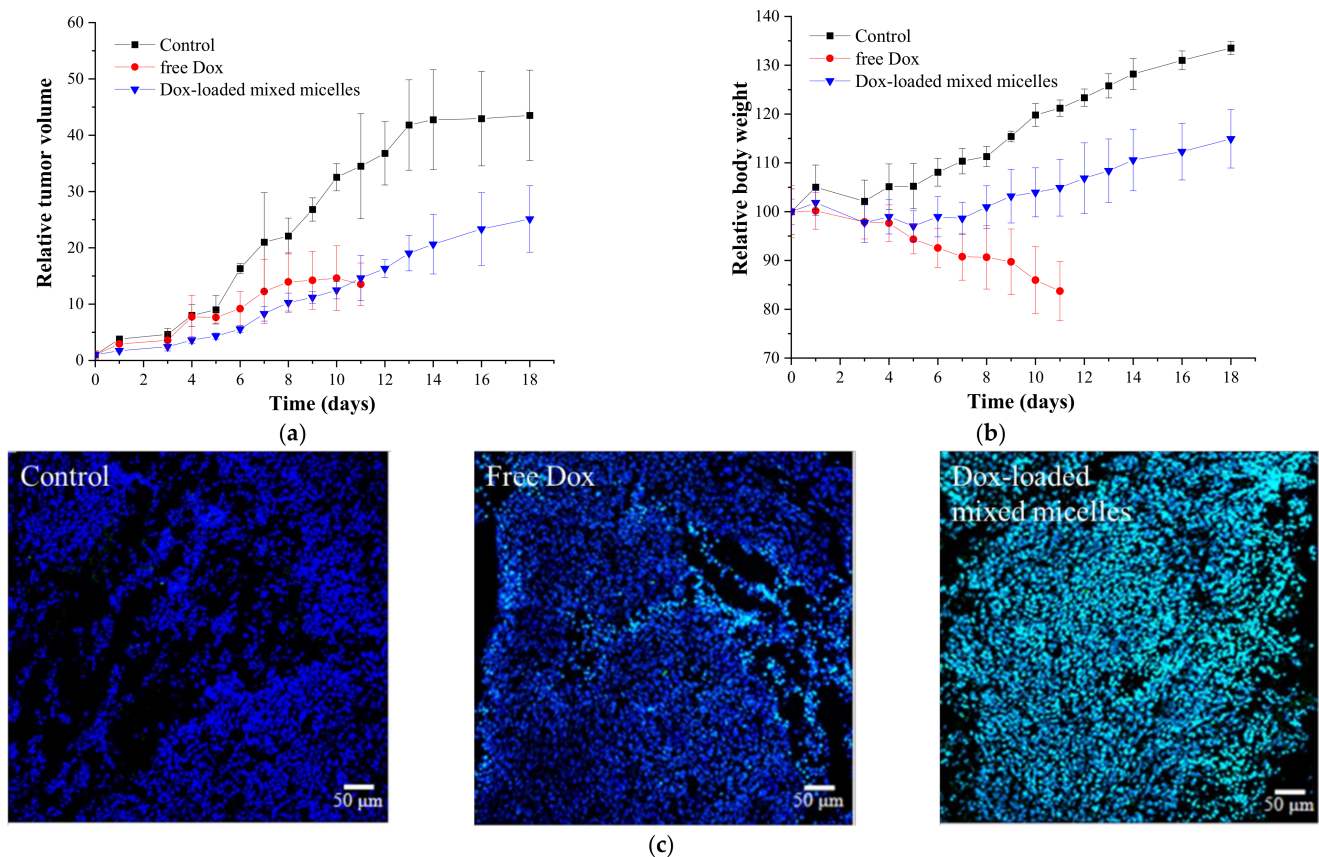 60
50
40
30
20
10
0
Relative tumor volume
Control
free Dox
Dox-loaded mixed micelles
0 2 4 6 8 10 12 14 16 18
Time (days)
(a)
140
130
120
110
100
90
80
70
Relative body weight
Control
free Dox
Dox-loaded mixed micelles
0 2 4 6 8 10 12 14 16 18
Time (days)
(b)
Control
50 μm
Free Dox
50 μm
Dox-loaded
mixed micelles
50 μm
(c)